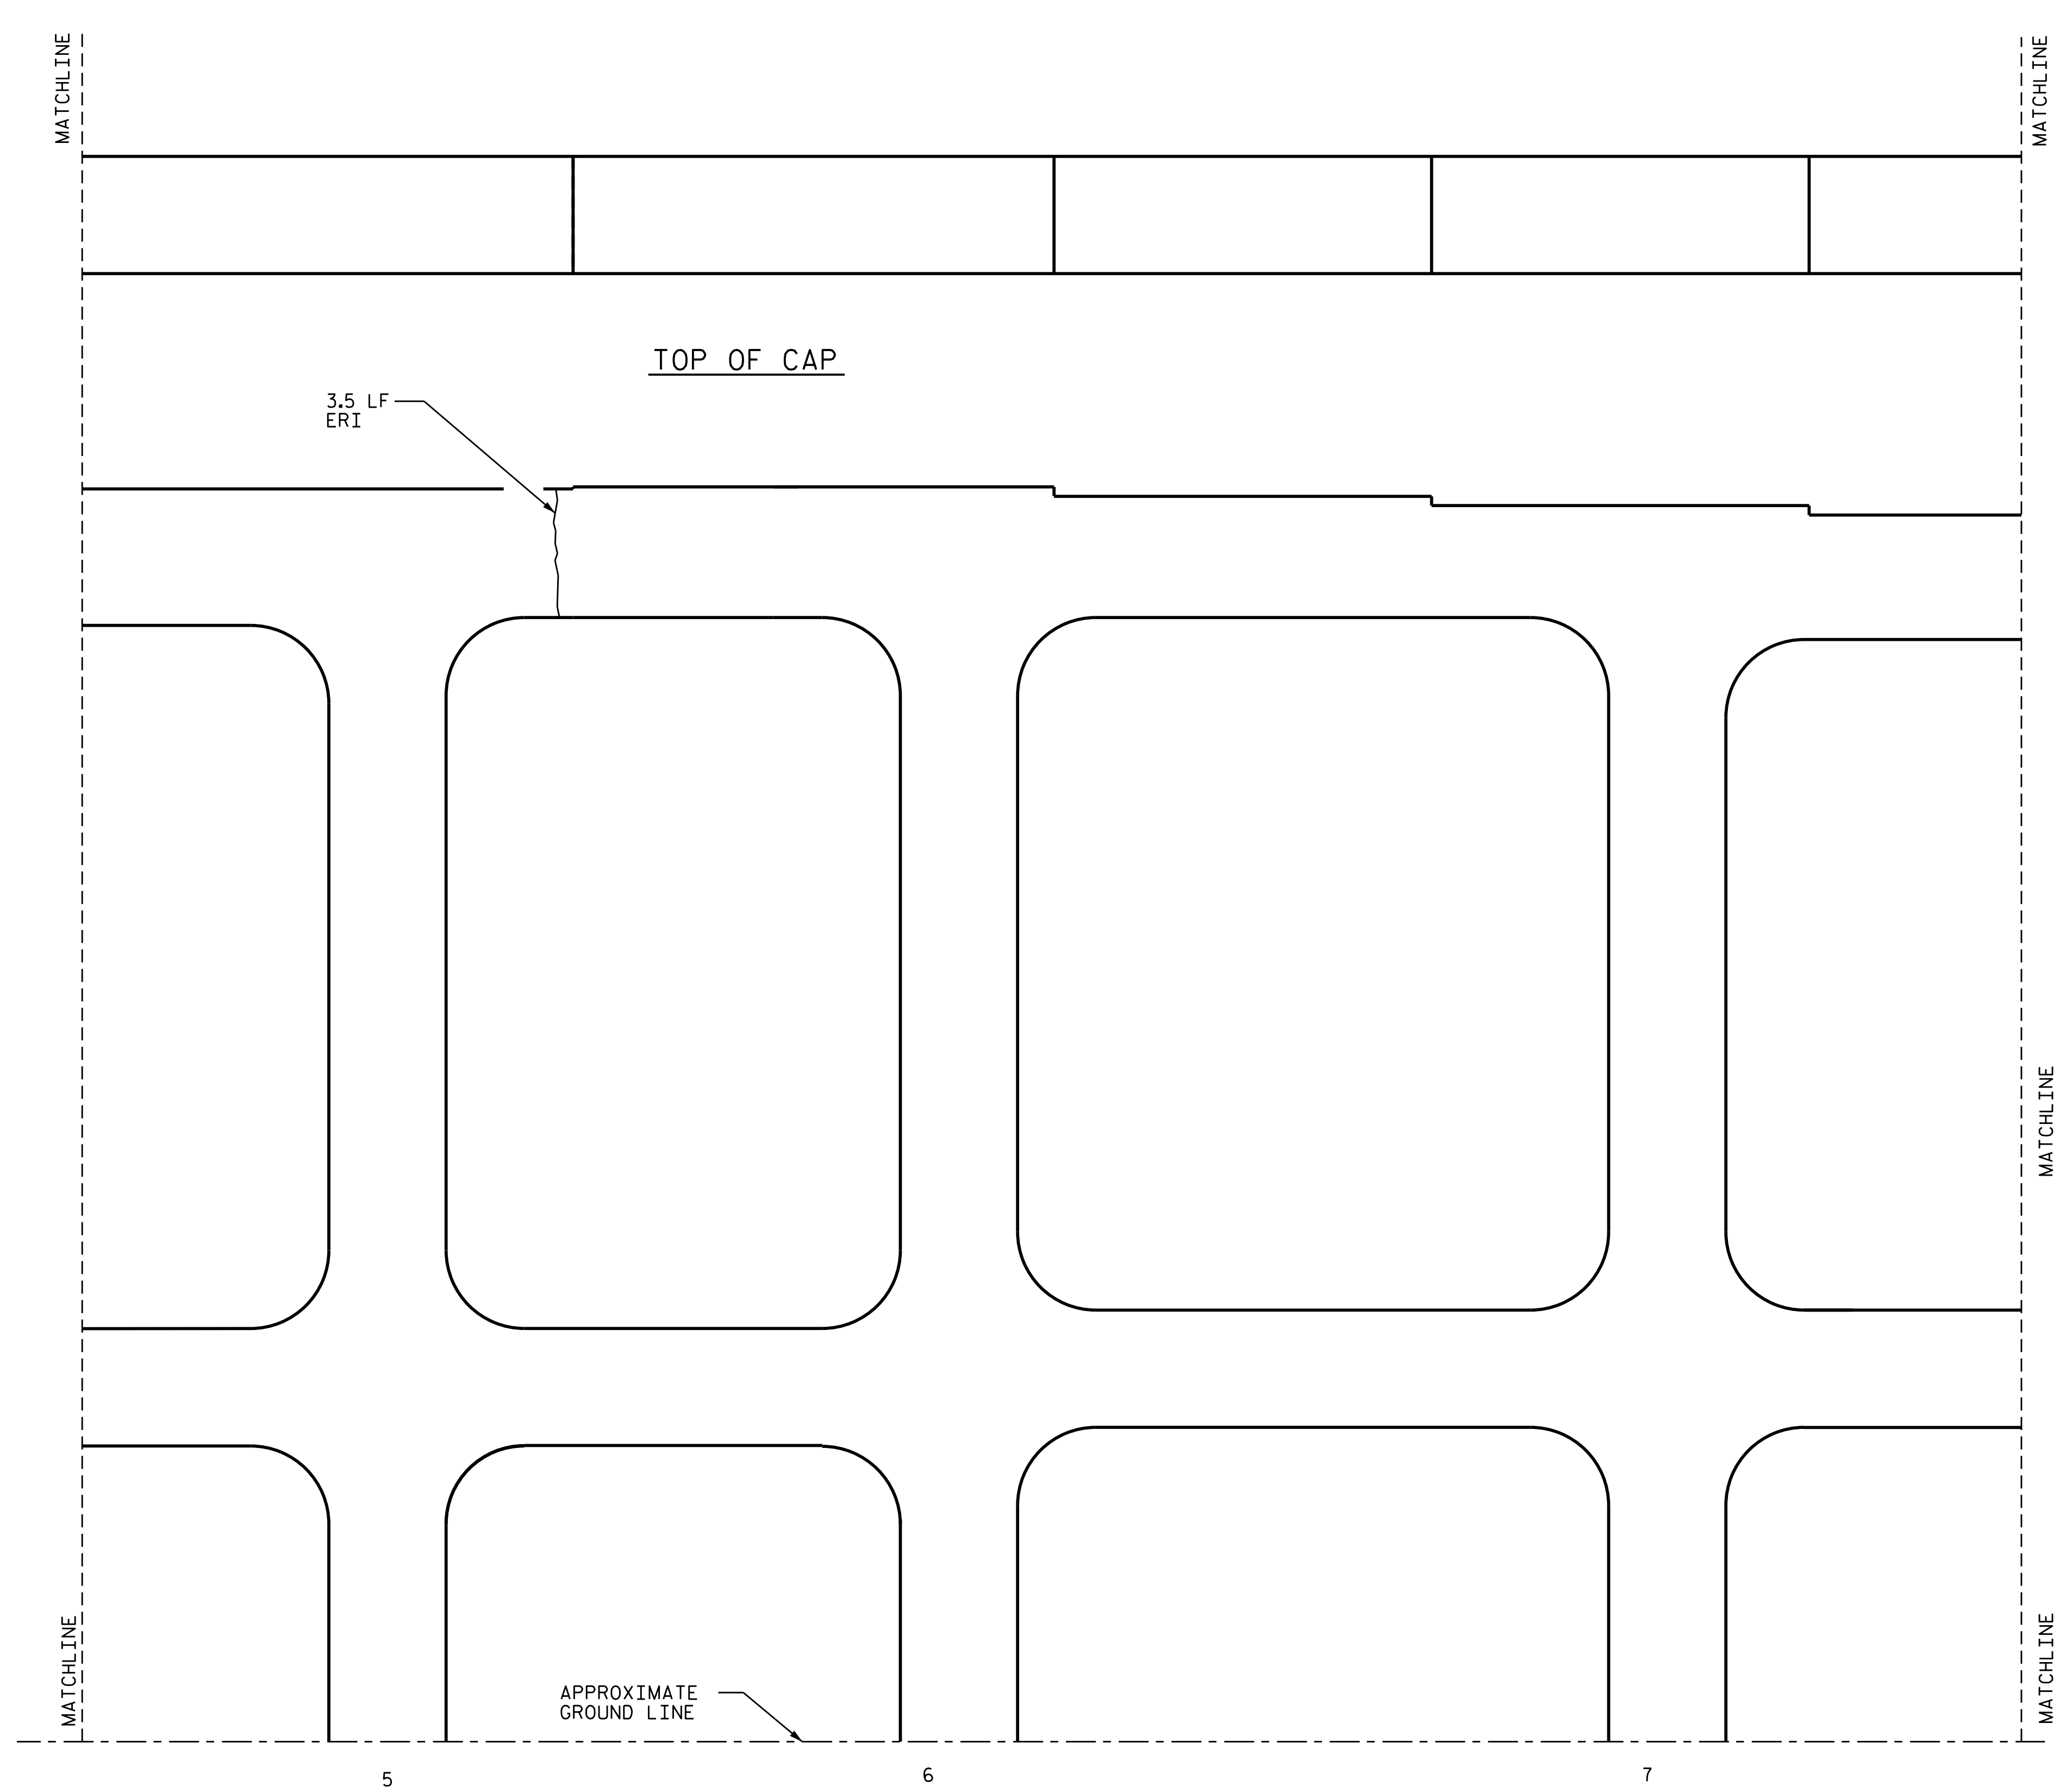 MATCHLINE
MATCHLINE
TOP OF CAP
3.5 LF
ERI
MATCHLINE
MATCHLINE
MATCHLINE
APPROXIMATE
GROUND LINE
5
6
7